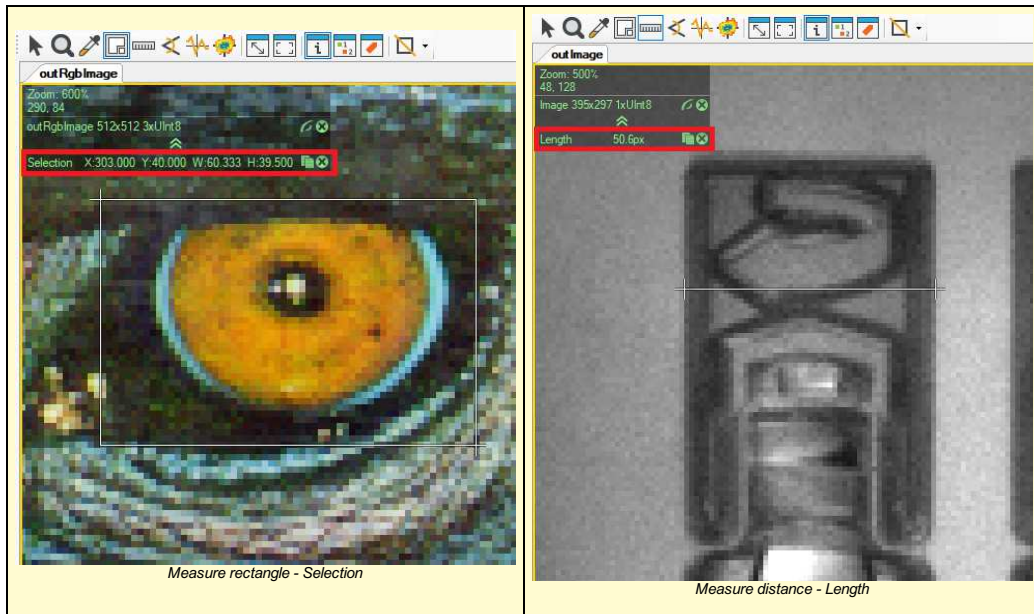 outRgbImage
Zoom: 600%
290, 84
outRgbImage 512x512 3xUInt8
Selection X:303.000 Y:40.000 W:60.333 H:39.500
Measure rectangle - Selection
outImage
Zoom: 500%
48, 128
Image 395x297 1xUInt8
Length 50.6px
Measure distance - Length